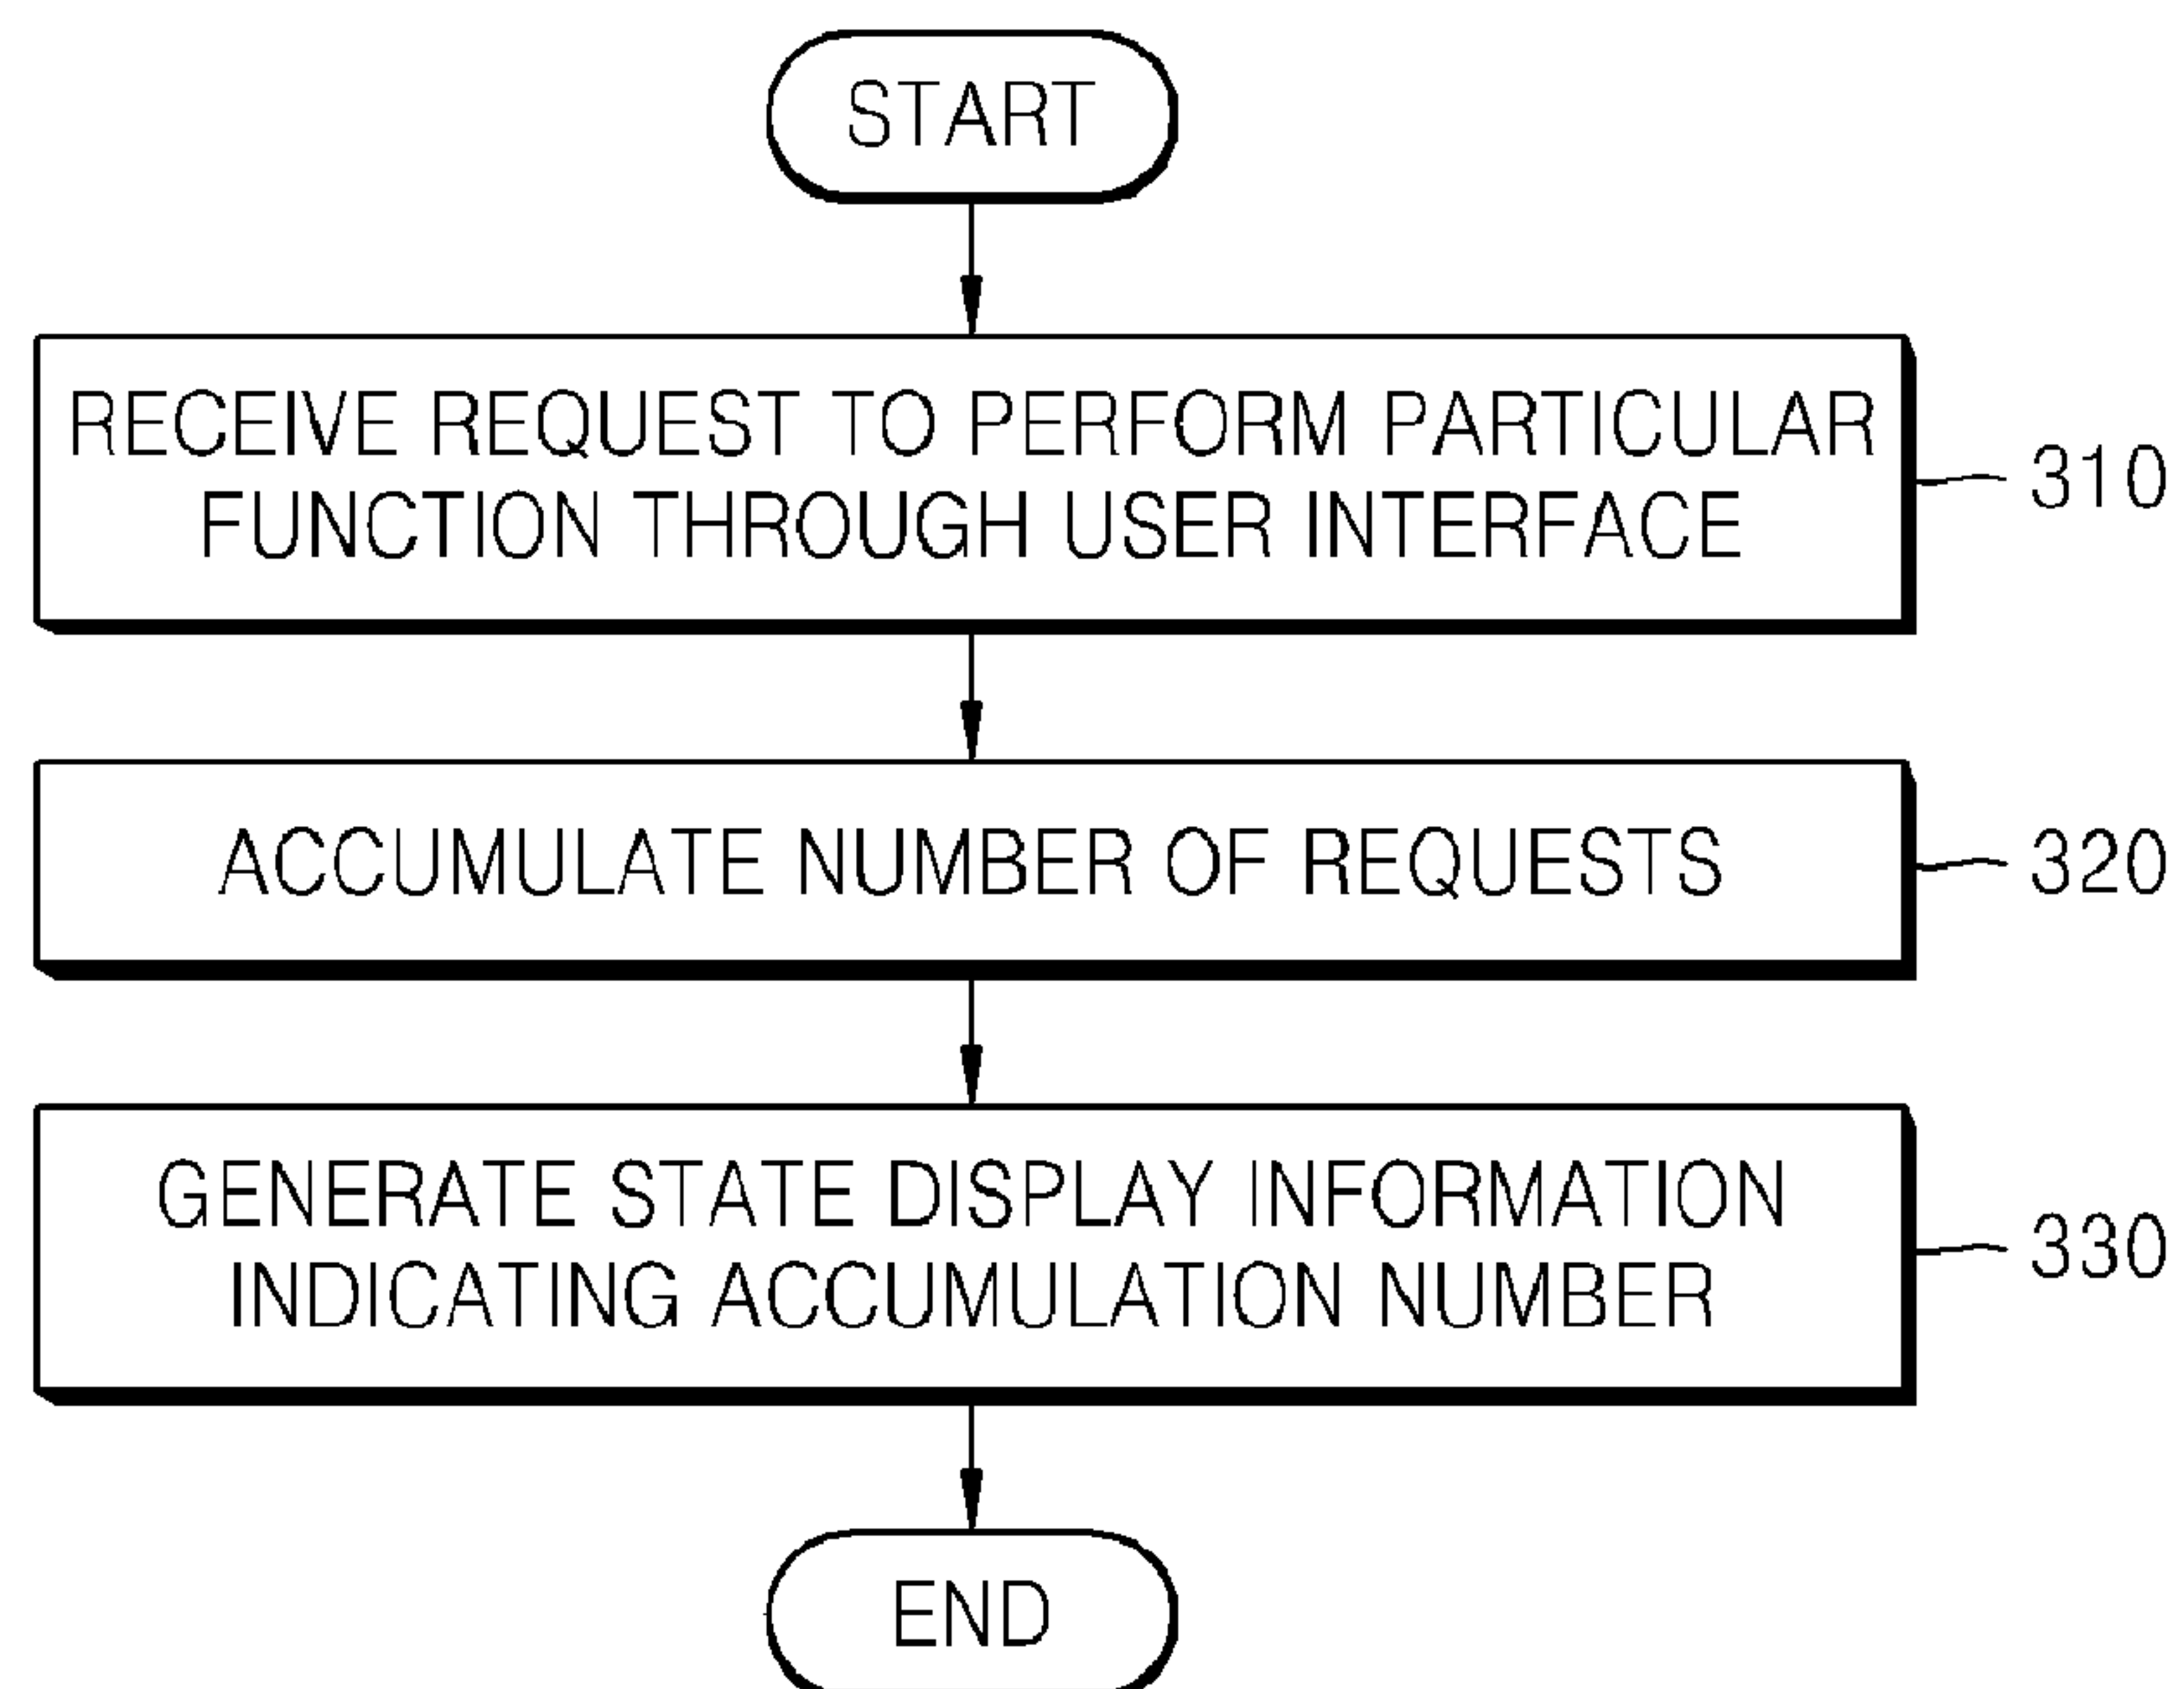 START
RECEIVE REQUEST TO PERFORM PARTICULAR
FUNCTION THROUGH USER INTERFACE
310
ACCUMULATE NUMBER OF REQUESTS
320
GENERATE STATE DISPLAY INFORMATION
INDICATING ACCUMULATION NUMBER
330
END